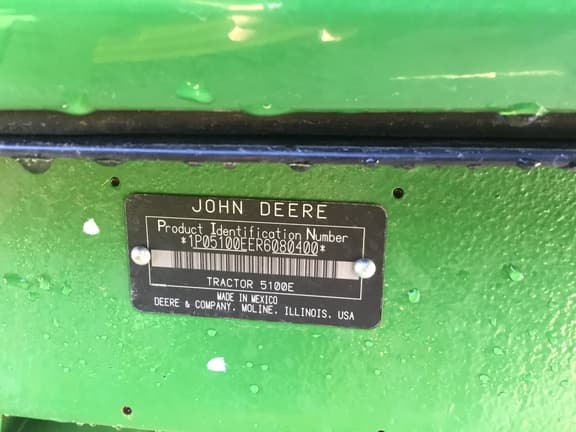 JOHN DEERE
Product Identification Number
*1P05100EER6080400*
TRACTOR 5100E
MADE IN MEXICO
DEERE & COMPANY, MOLINE, ILLINOIS, USA